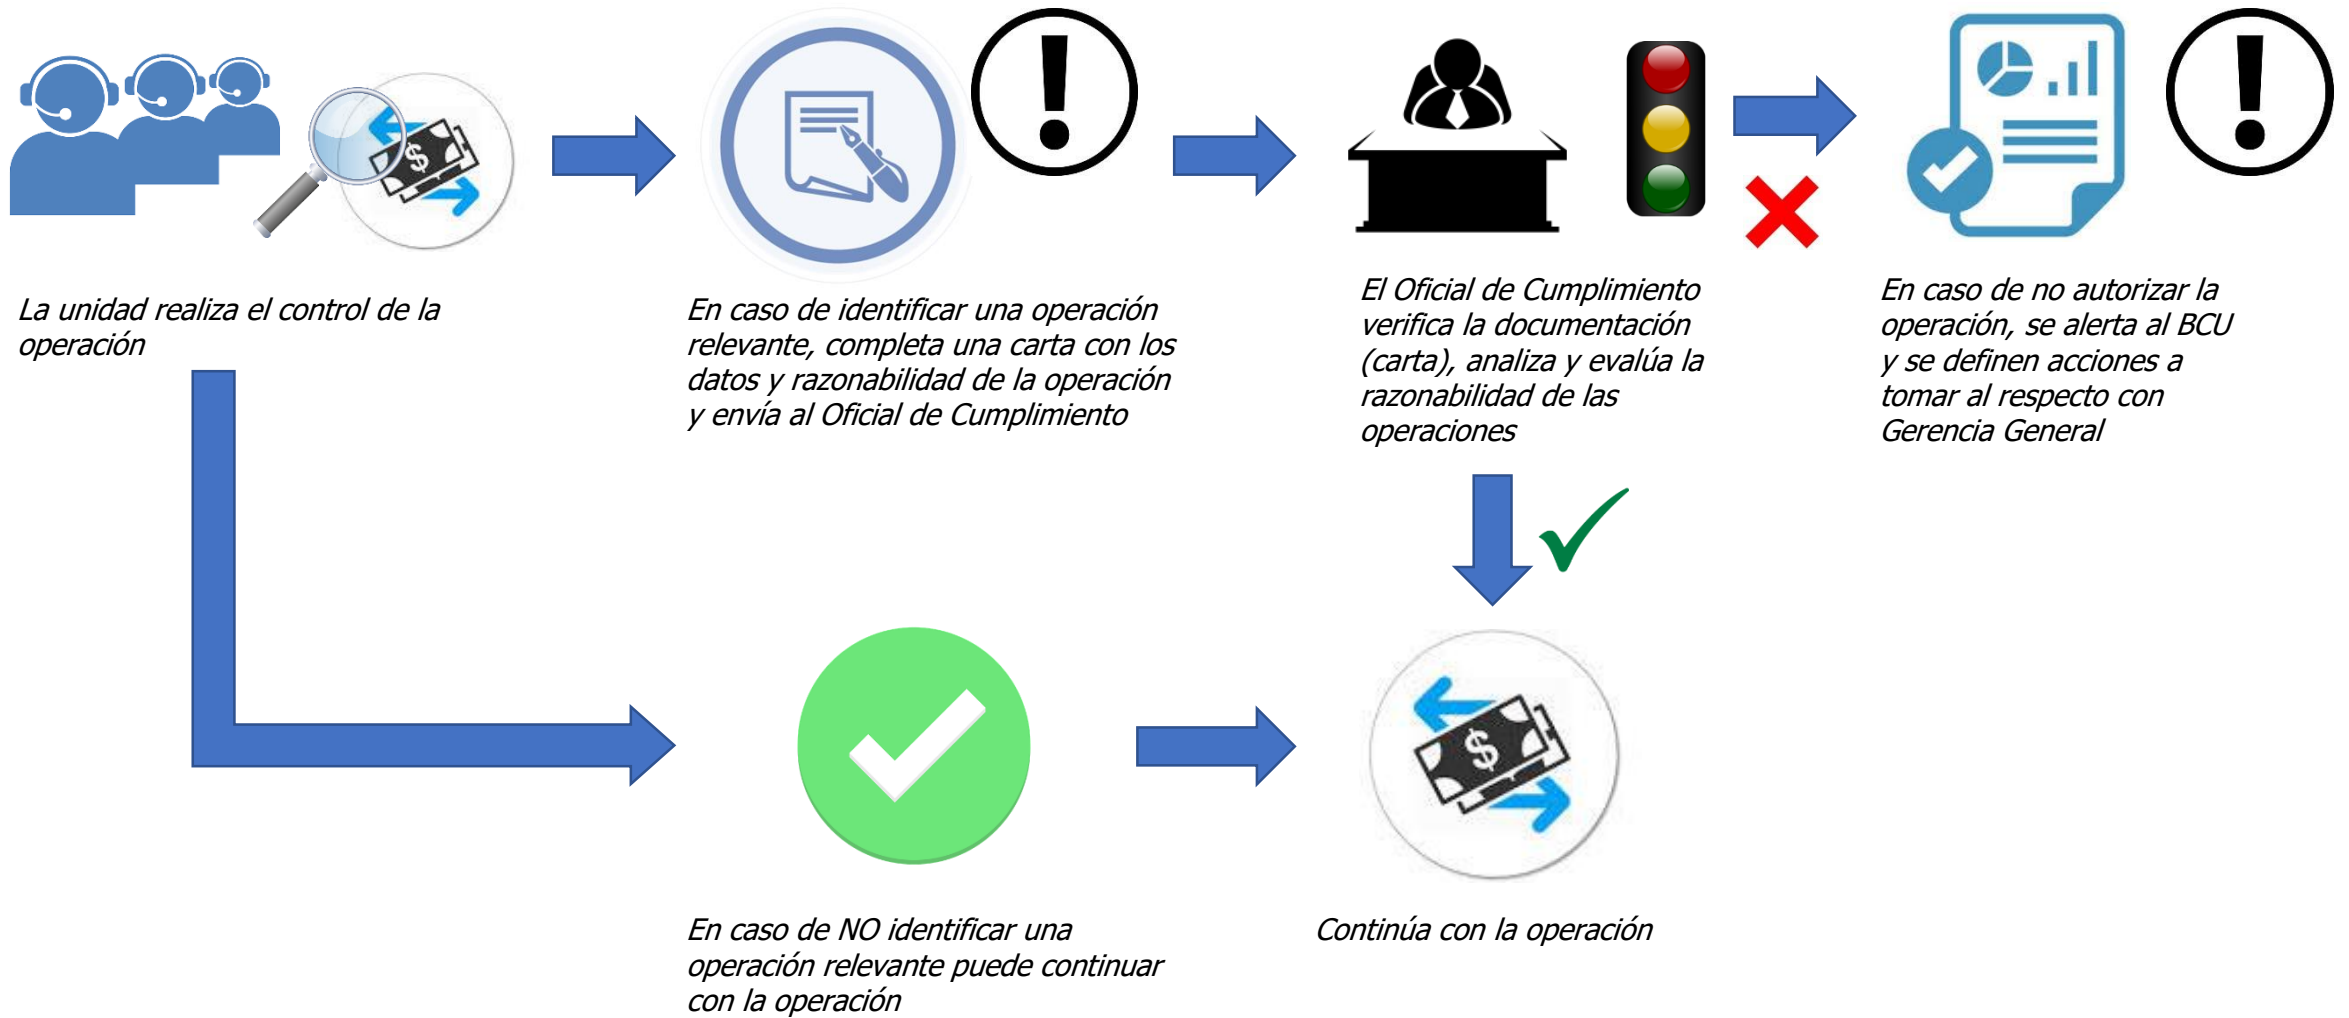 La unidad realiza el control de la
operación
En caso de identificar una operación
relevante, completa una carta con los
datos y razonabilidad de la operación
y envía al Oficial de Cumplimiento
El Oficial de Cumplimiento
verifica la documentación
(carta), analiza y evalúa la
razonabilidad de las
operaciones
En caso de no autorizar la
operación, se alerta al BCU
y se definen acciones a
tomar al respecto con
Gerencia General
En caso de NO identificar una
operación relevante puede continuar
con la operación
Continúa con la operación